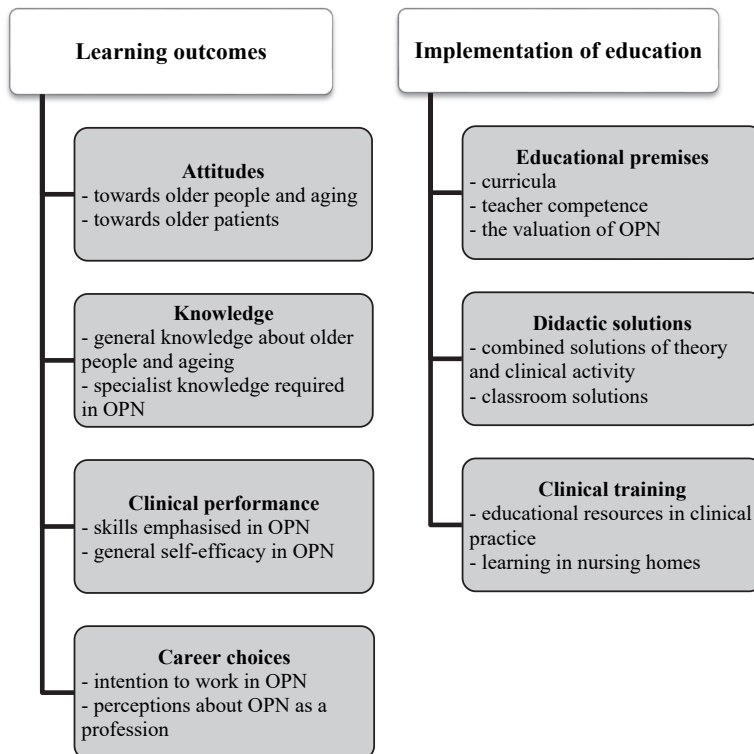 Learning outcomes
Attitudes
- towards older people and aging
- towards older patients
Knowledge
- general knowledge about older
people and ageing
- specialist knowledge required
in OPN
Clinical performance
- skills emphasised in OPN
- general self-efficacy in OPN
Career choices
- intention to work in OPN
- perceptions about OPN as a
profession
Implementation of education
Educational premises
- curricula
- teacher competence
- the valuation of OPN
Didactic solutions
- combined solutions of theory
and clinical activity
- classroom solutions
Clinical training
- educational resources in clinical
practice
- learning in nursing homes